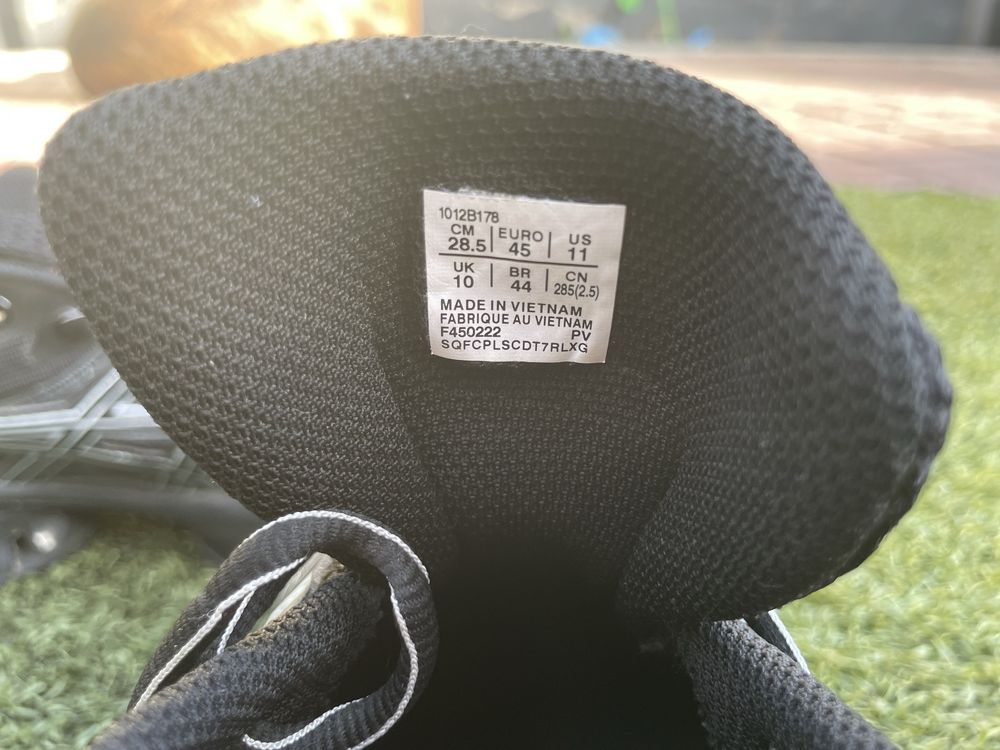 1012B178
CM EURO US
28.5 45 11
UK BR CN
10 44 285(2.5)
MADE IN VIETNAM
FABRIQUE AU VIETNAM
F450222 PV
SQFCPLSCDT7RLXG